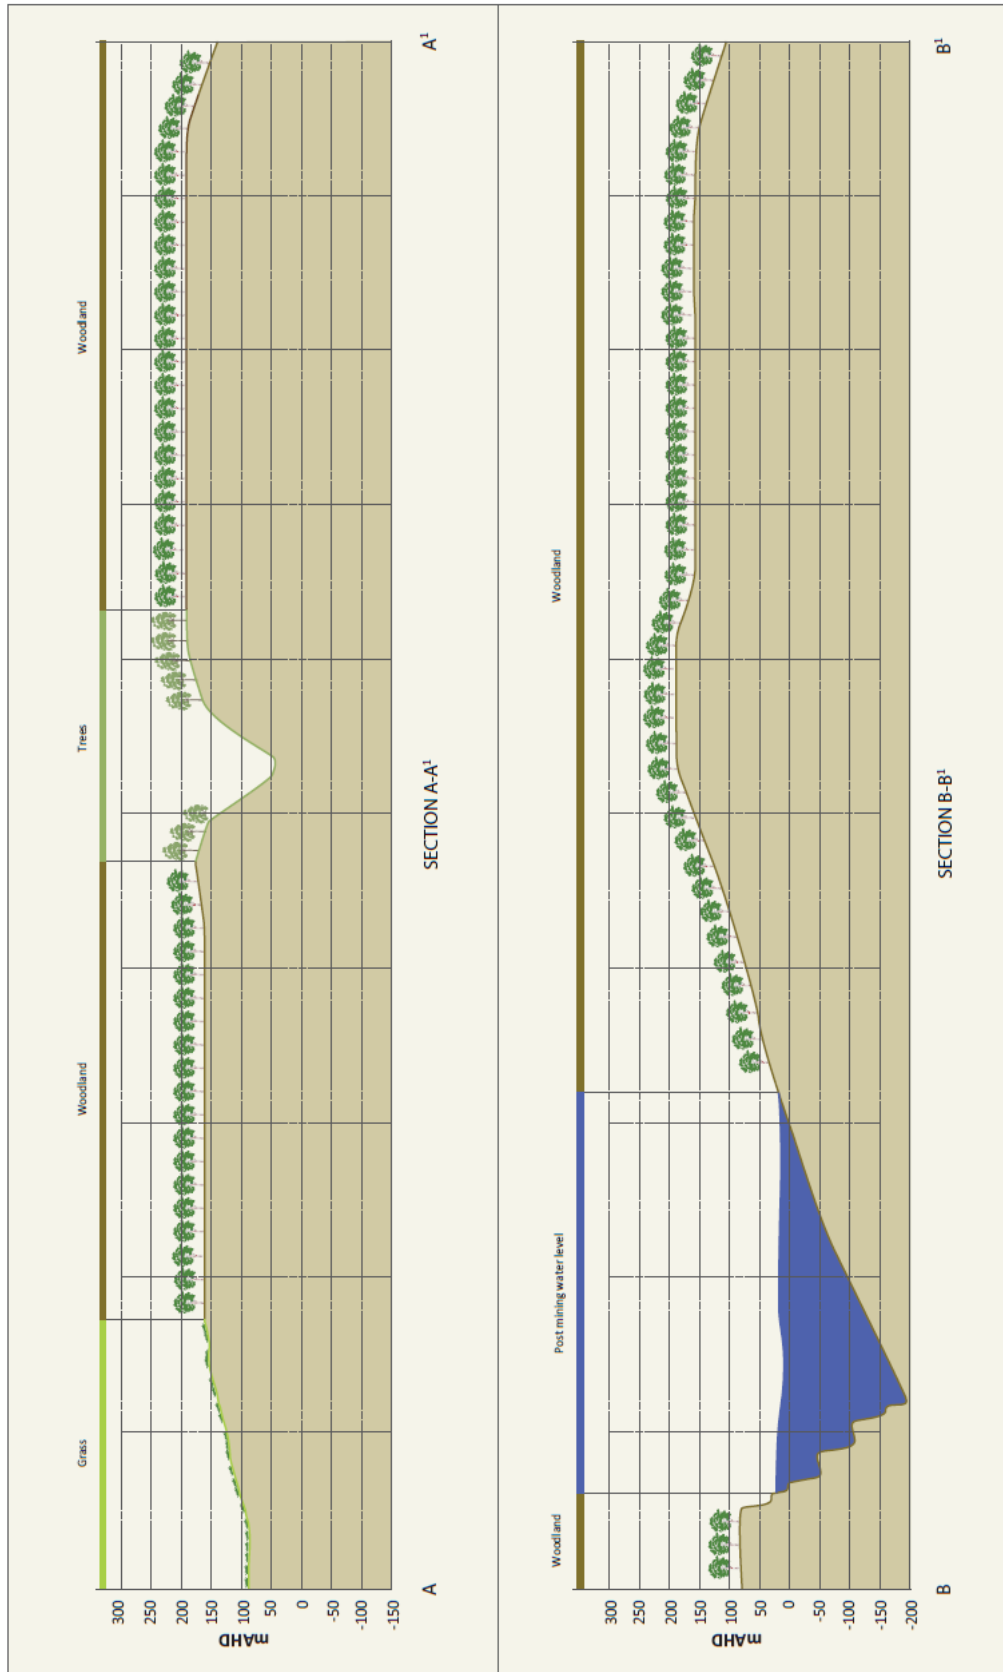 Grass
Woodland
Trees
Woodland
300
250
200
150
100
50
0
-50
-100
-150
mAHD
A
A¹
SECTION A-A¹
Woodland
Post mining water level
Woodland
300
250
200
150
100
50
0
-50
-100
-150
-200
mAHD
B
B¹
SECTION B-B¹